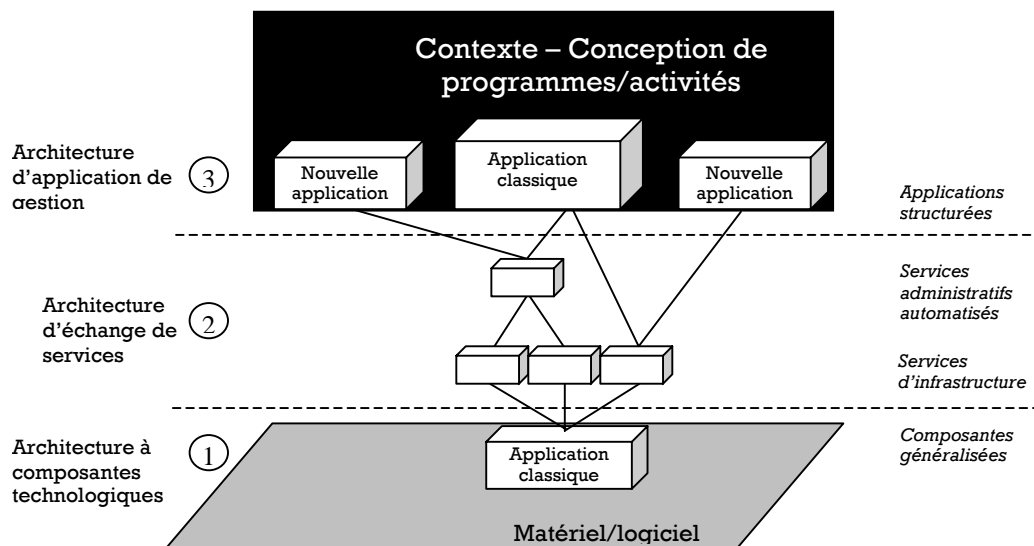 Contexte – Conception de
programmes/activités
Architecture
d'application de
gestion
3
Nouvelle
application
Application
classique
Nouvelle
application
Applications
structurées
Architecture
d'échange de
services
2
Services
administratifs
automatisés
Services
d'infrastructure
Architecture à
composantes
technologiques
1
Application
classique
Composantes
généralisées
Matériel/logiciel